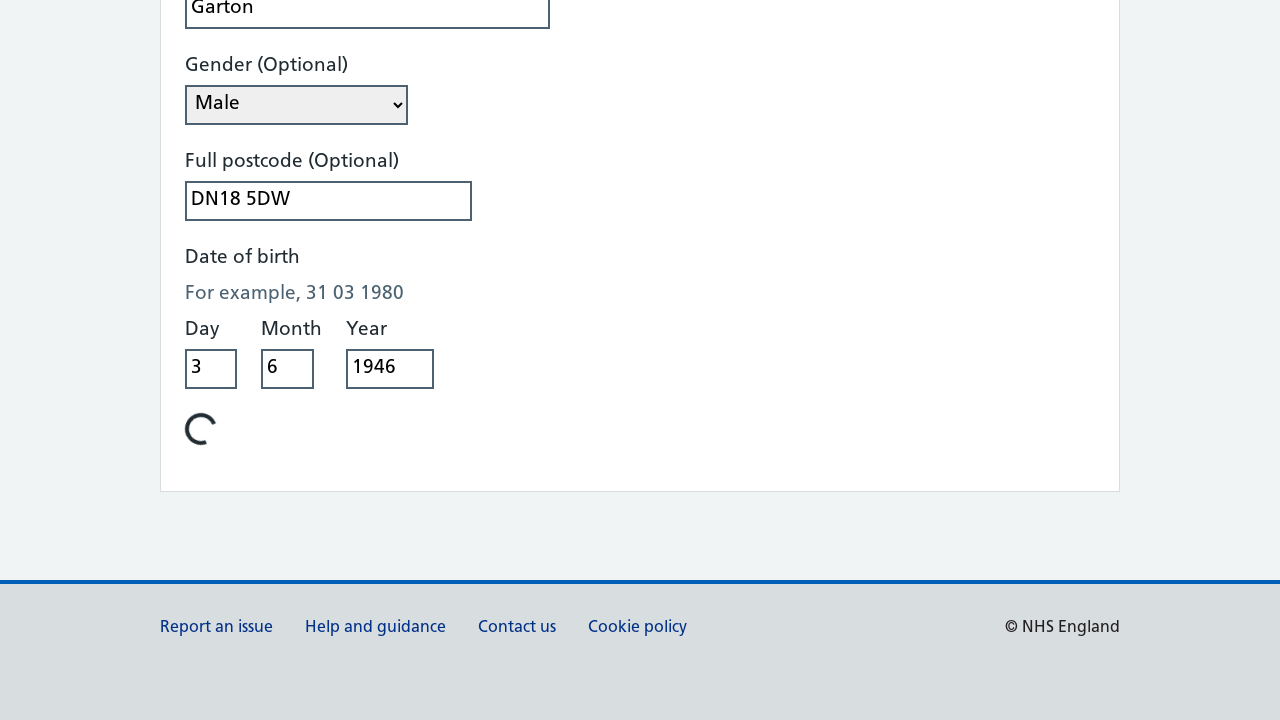 Garton
Gender (Optional)
Male
Full postcode (Optional)
DN18 5DW
Date of birth
For example, 31 03 1980
Day Month Year
3 6 1946
Report an issue Help and guidance Contact us Cookie policy © NHS England